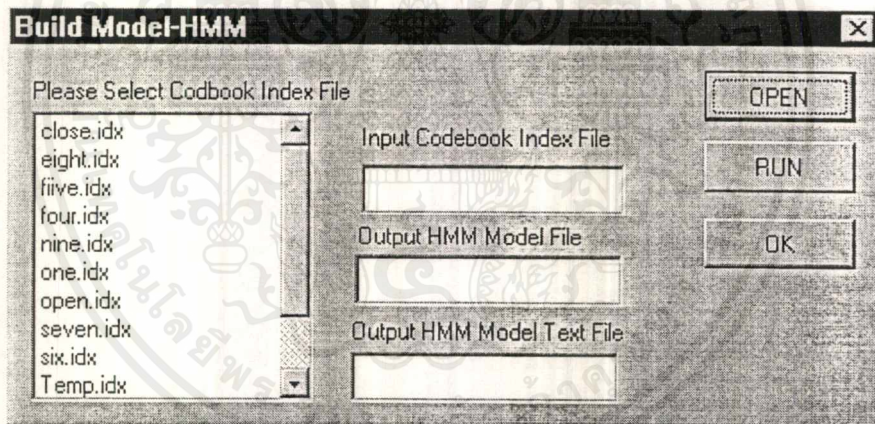 Build Model-HMM
Please Select Codbook Index File
close.idx
eight.idx
fiive.idx
four.idx
nine.idx
one.idx
open.idx
seven.idx
six.idx
Temp.idx
Input Codebook Index File
Output HMM Model File
Output HMM Model Text File
OPEN
RUN
OK